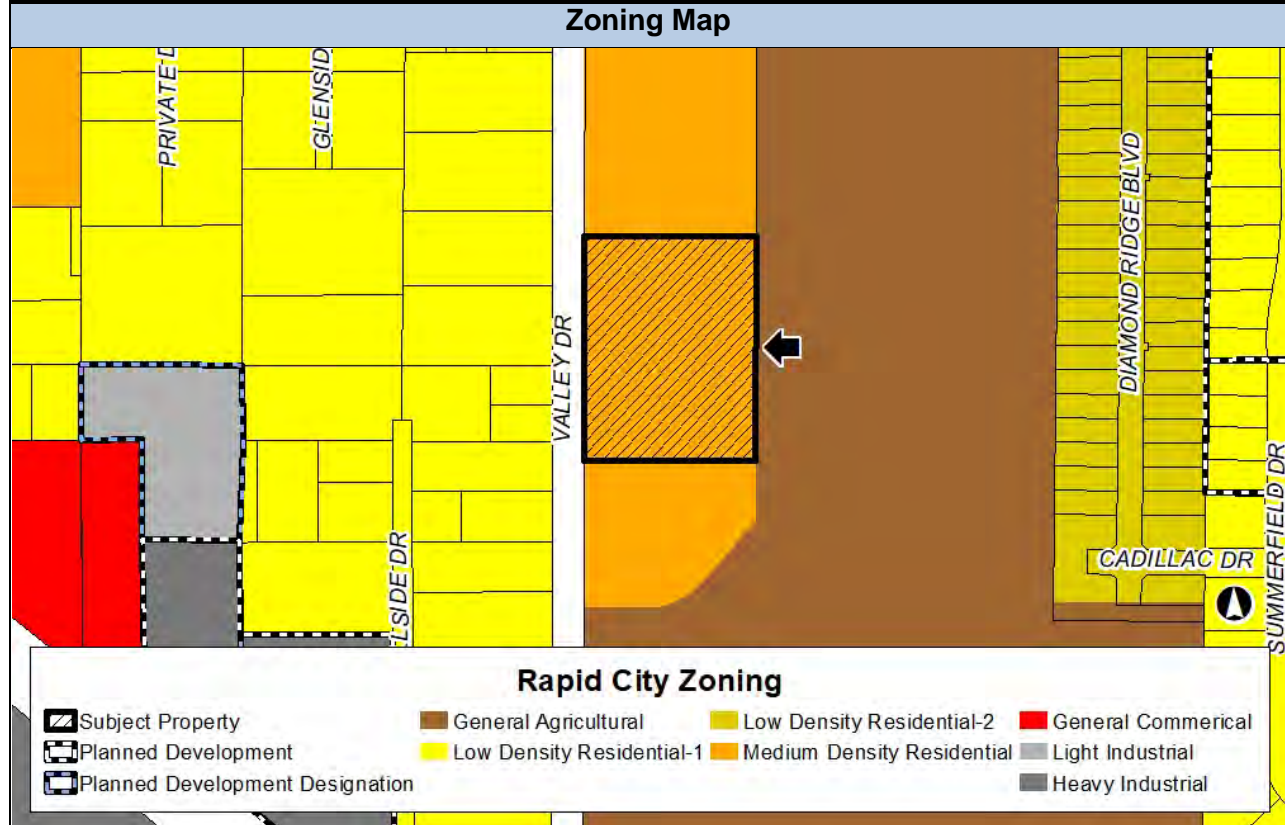 Zoning Map
PRIVATE D
GLENSID
VALLEY DR
DIAMOND RIDGE BLVD
LSIDE DR
CADILLAC DR
SUMMERFIELD DR
Rapid City Zoning
Subject Property
Planned Development
Planned Development Designation
General Agricultural
Low Density Residential-1
Low Density Residential-2
Medium Density Residential
General Commerical
Light Industrial
Heavy Industrial